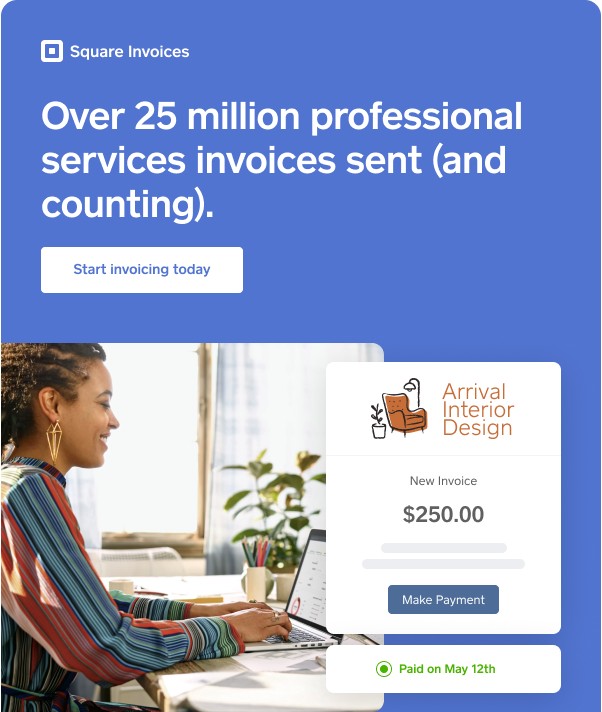 Square Invoices
Over 25 million professional
services invoices sent (and
counting).
Start invoicing today
Arrival
Interior
Design
New Invoice
$250.00
Make Payment
Paid on May 12th